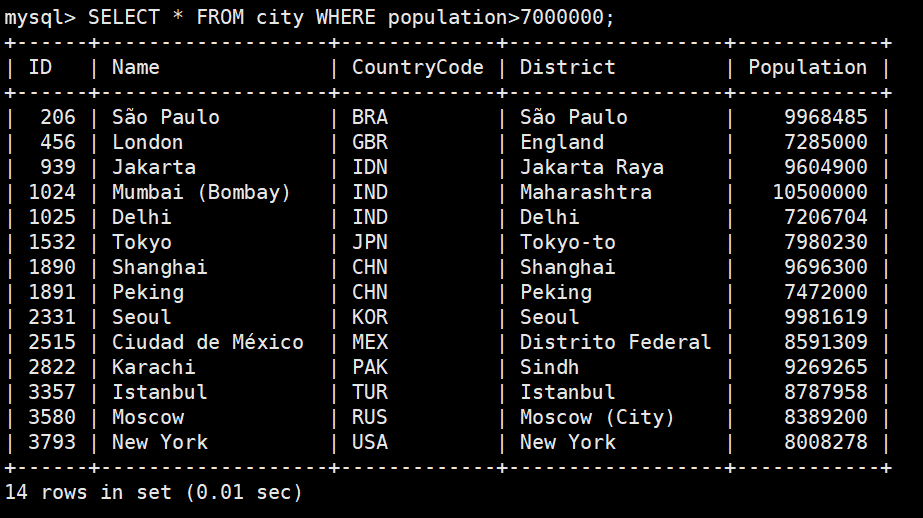 mysql> SELECT * FROM city WHERE population>7000000;
+------+-------------------+-------------+------------------+------------+
| ID   | Name              | CountryCode | District         | Population |
+------+-------------------+-------------+------------------+------------+
|  206 | São Paulo         | BRA         | São Paulo        |    9968485 |
|  456 | London            | GBR         | England          |    7285000 |
|  939 | Jakarta           | IDN         | Jakarta Raya     |    9604900 |
| 1024 | Mumbai (Bombay)   | IND         | Maharashtra      |   10500000 |
| 1025 | Delhi             | IND         | Delhi            |    7206704 |
| 1532 | Tokyo             | JPN         | Tokyo-to         |    7980230 |
| 1890 | Shanghai          | CHN         | Shanghai         |    9696300 |
| 1891 | Peking            | CHN         | Peking           |    7472000 |
| 2331 | Seoul             | KOR         | Seoul            |    9981619 |
| 2515 | Ciudad de México  | MEX         | Distrito Federal |    8591309 |
| 2822 | Karachi           | PAK         | Sindh            |    9269265 |
| 3357 | Istanbul          | TUR         | Istanbul         |    8787958 |
| 3580 | Moscow            | RUS         | Moscow (City)    |    8389200 |
| 3793 | New York          | USA         | New York         |    8008278 |
+------+-------------------+-------------+------------------+------------+
14 rows in set (0.01 sec)